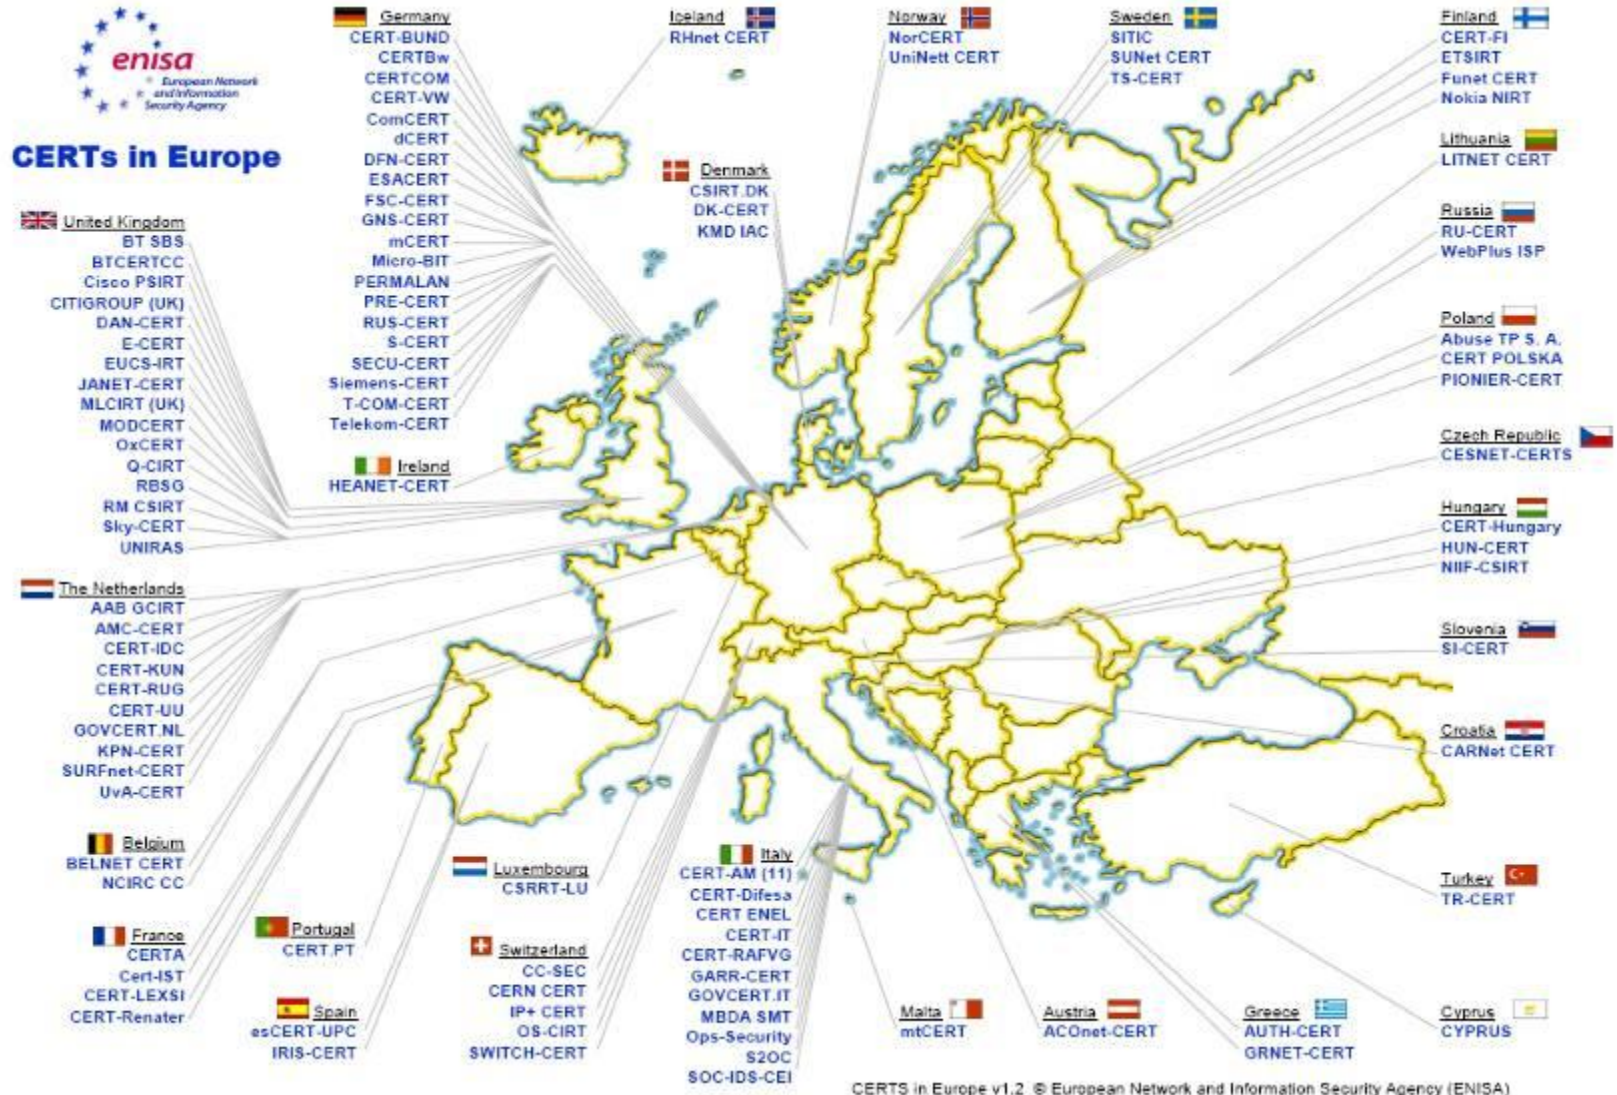 enisa
European Network
and Information
Security Agency
CERTs in Europe
United Kingdom
BT SBS
BTCERTCC
Cisco PSIRT
CITIGROUP (UK)
DAN-CERT
E-CERT
EUCS-IRT
JANET-CERT
MLCIRT (UK)
MODCERT
OxCERT
Q-CIRT
RBSG
RM CSIRT
Sky-CERT
UNIRAS
The Netherlands
AAB GCIRT
AMC-CERT
CERT-IDC
CERT-KUN
CERT-RUG
CERT-UU
GOVCERT.NL
KPN-CERT
SURFnet-CERT
UvA-CERT
Belgium
BELNET CERT
NCIRC CC
France
CERTA
Cert-IST
CERT-LEXSI
CERT-Renater
Germany
CERT-BUND
CERTBw
CERTCOM
CERT-VW
ComCERT
dCERT
DFN-CERT
ESACERT
FSC-CERT
GNS-CERT
mCERT
Micro-BIT
PERMALAN
PRE-CERT
RUS-CERT
S-CERT
SECU-CERT
Siemens-CERT
T-COM-CERT
Telekom-CERT
Ireland
HEANET-CERT
Portugal
CERT.PT
Spain
esCERT-UPC
IRIS-CERT
Iceland
RHnet CERT
Denmark
CSIRT.DK
DK-CERT
KMD IAC
Luxembourg
CSRRT-LU
Switzerland
CC-SEC
CERN CERT
IP+ CERT
OS-CIRT
SWITCH-CERT
Italy
CERT-AM (11)
CERT-Difesa
CERT ENEL
CERT-IT
CERT-RAFVG
GARR-CERT
GOVCERT.IT
MBDA SMT
Ops-Security
S2OC
SOC-IDS-CEI
Norway
NorCERT
UniNett CERT
Sweden
SITIC
SUNet CERT
TS-CERT
Finland
CERT-FI
ETSIRT
Funet CERT
Nokia NIRT
Lithuania
LITNET CERT
Russia
RU-CERT
WebPlus ISP
Poland
Abuse TP S. A.
CERT POLSKA
PIONIER-CERT
Czech Republic
CESNET-CERTS
Hungary
CERT-Hungary
HUN-CERT
NIIF-CSIRT
Slovenia
SI-CERT
Croatia
CARNet CERT
Turkey
TR-CERT
Malta
mtCERT
Austria
ACOnet-CERT
Greece
AUTH-CERT
GRNET-CERT
Cyprus
CYPRUS
CERTS in Europe v1.2 © European Network and Information Security Agency (ENISA)